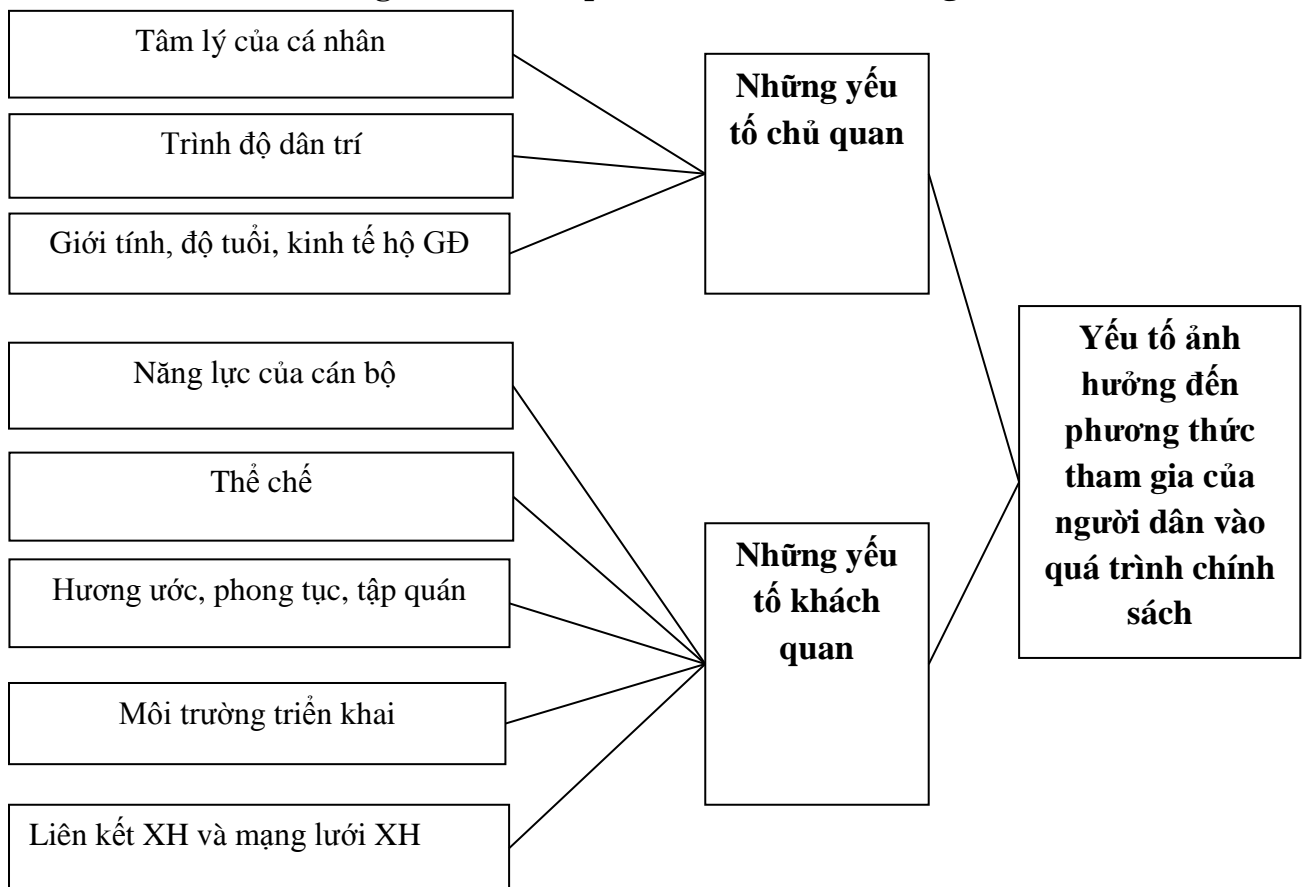 Tâm lý của cá nhân
Trình độ dân trí
Giới tính, độ tuổi, kinh tế hộ GĐ
Những yếu
tố chủ quan
Năng lực của cán bộ
Thể chế
Hương ước, phong tục, tập quán
Môi trường triển khai
Liên kết XH và mạng lưới XH
Những yếu
tố khách
quan
Yếu tố ảnh
hưởng đến
phương thức
tham gia của
người dân vào
quá trình chính
sách